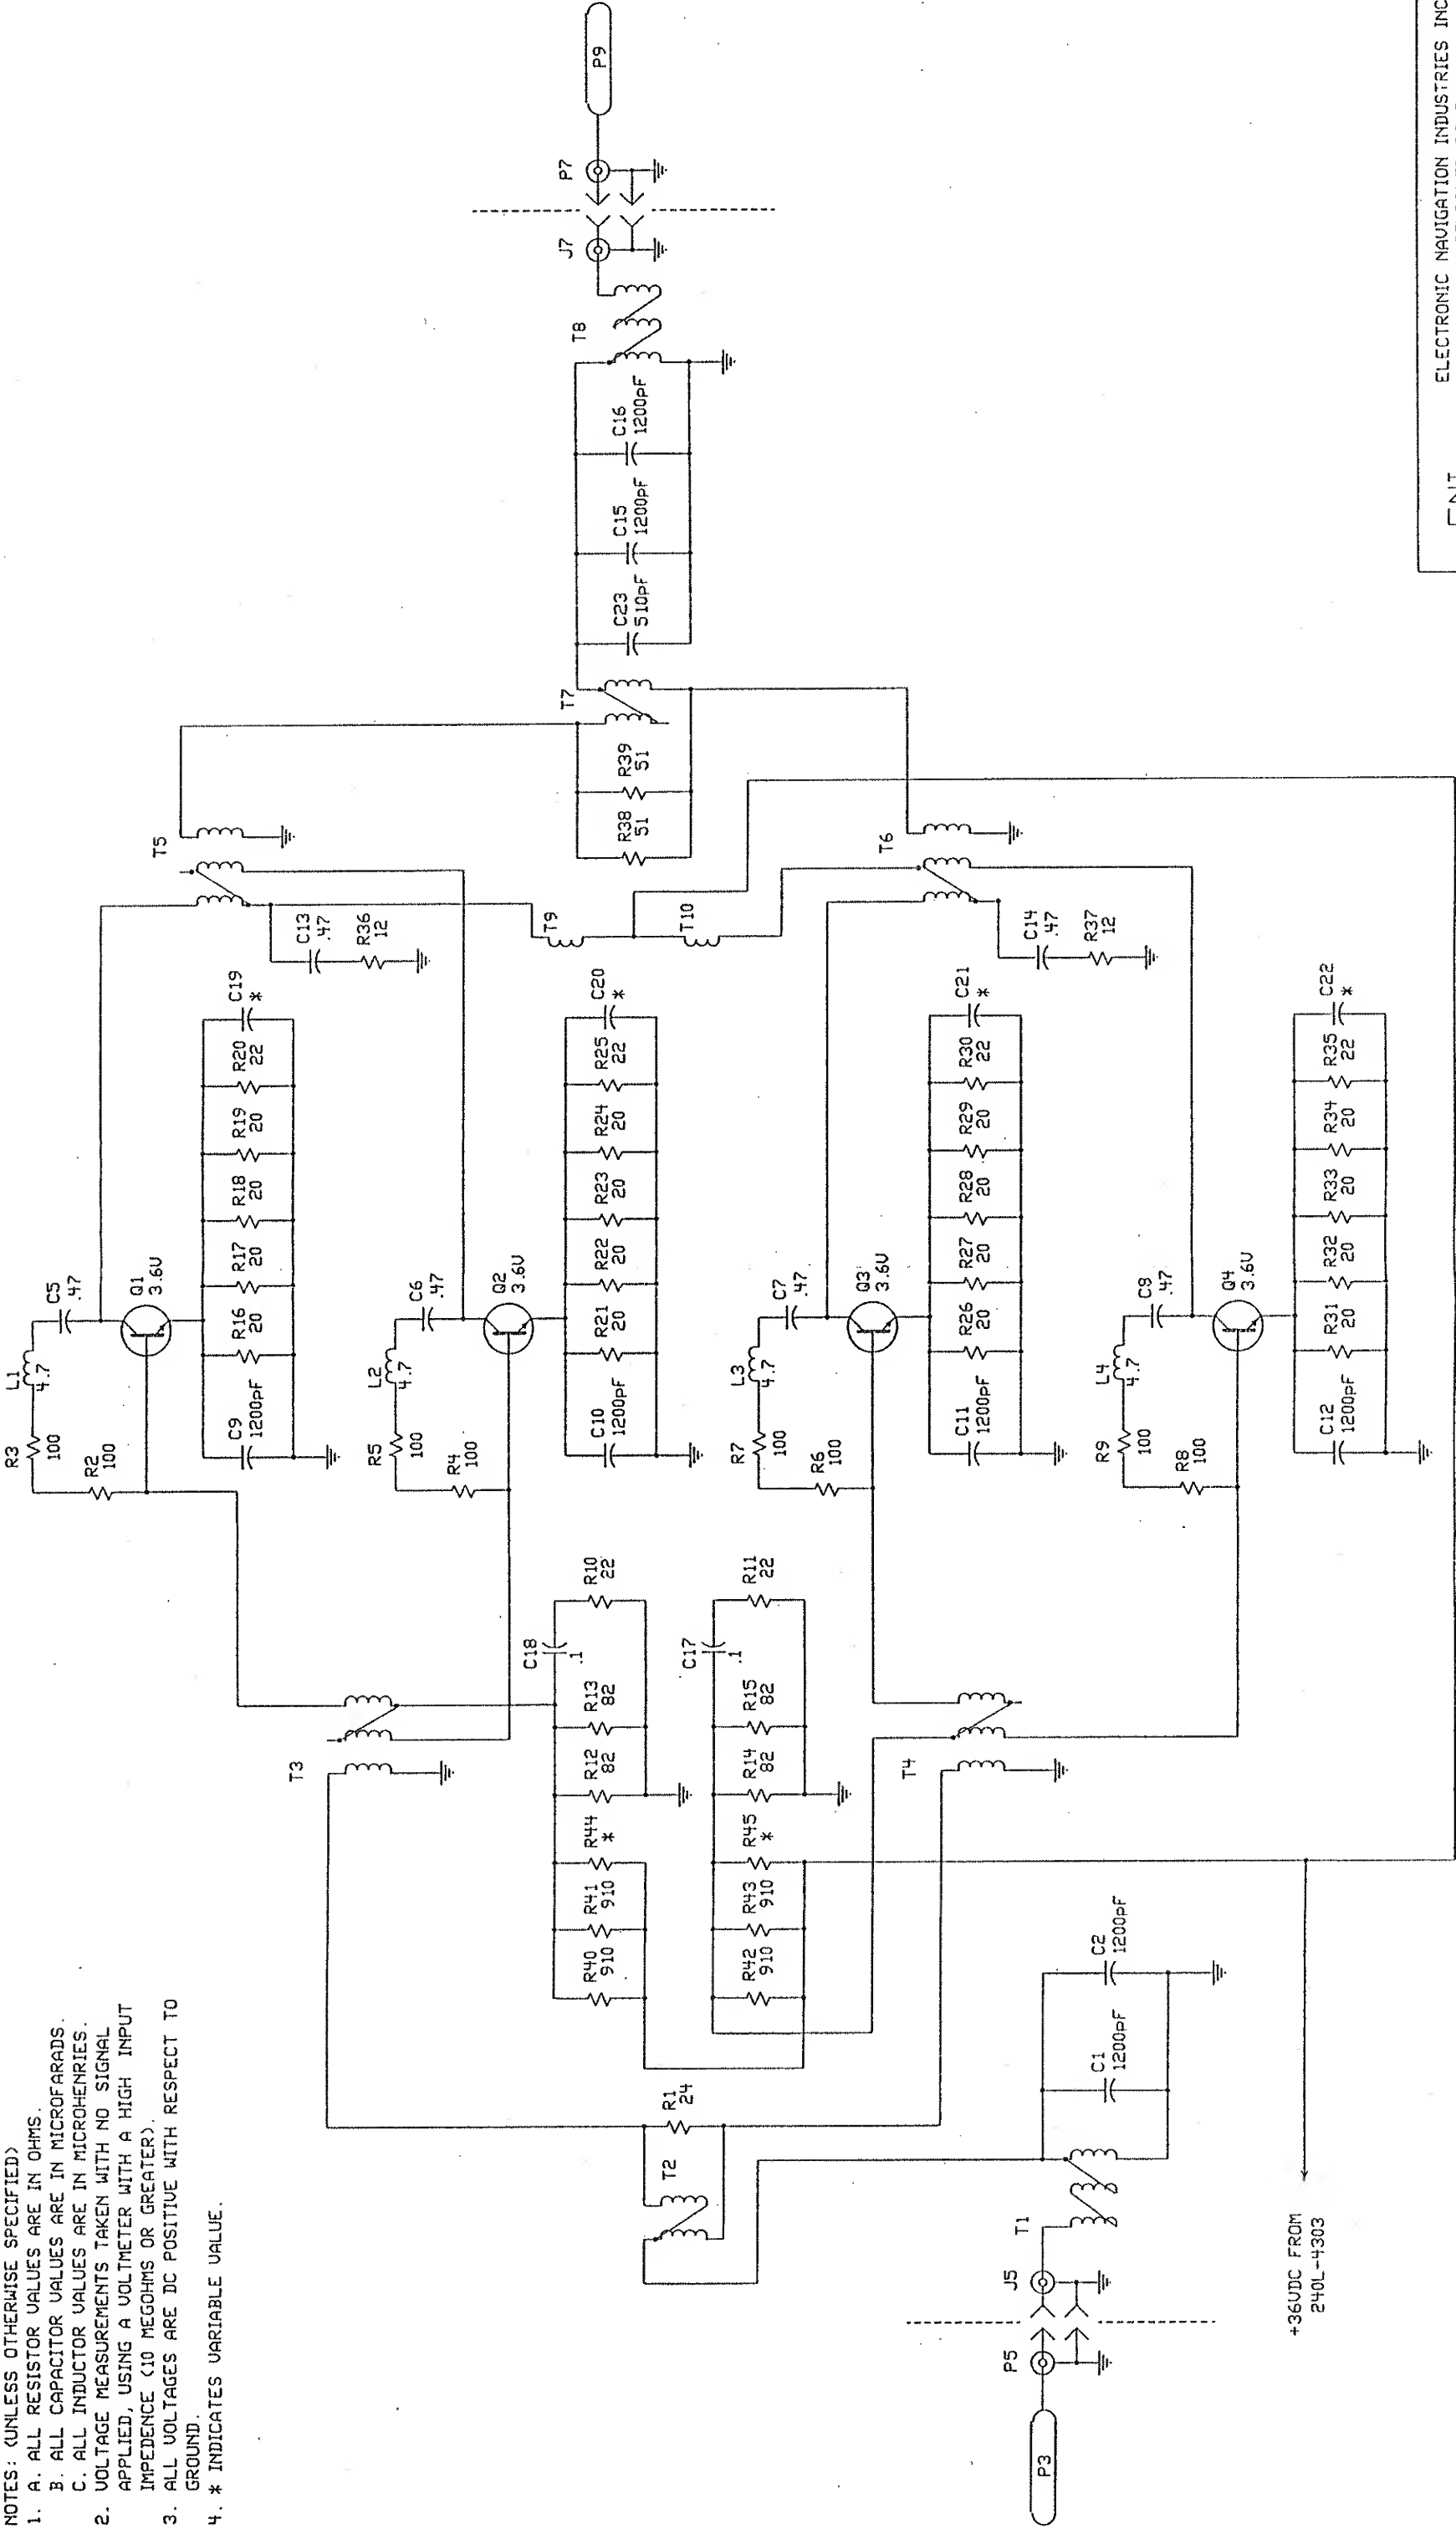 NOTES: (UNLESS OTHERWISE SPECIFIED)
1. A. ALL RESISTOR VALUES ARE IN OHMS.
B. ALL CAPACITOR VALUES ARE IN MICROFARADS.
C. ALL INDUCTOR VALUES ARE IN MICROHENRIES.
2. VOLTAGE MEASUREMENTS TAKEN WITH NO SIGNAL
APPLIED, USING A VOLTMETER WITH A HIGH INPUT
IMPEDENCE (10 MEGOHMS OR GREATER).
3. ALL VOLTAGES ARE DC POSITIVE WITH RESPECT TO
GROUND.
4. * INDICATES VARIABLE VALUE.
P3
P5
J5
T1
C1
1200pF
C2
1200pF
+36VDC FROM
240L-4303
T2
R1
24
T3
T4
R40
910
R41
910
R44
*
R12
82
R13
82
C18
.1
R10
22
R42
910
R43
910
R45
*
R14
82
R15
82
C17
.1
R11
22
R3
100
L1
4.7
C5
.47
R2
100
Q1
3.6V
C9
1200pF
R16
20
R17
20
R18
20
R19
20
R20
22
C19
*
R5
100
L2
4.7
C6
.47
R4
100
Q2
3.6V
C10
1200pF
R21
20
R22
20
R23
20
R24
20
R25
22
C20
*
R7
100
L3
4.7
C7
.47
R6
100
Q3
3.6V
C11
1200pF
R26
20
R27
20
R28
20
R29
20
R30
22
C21
*
R9
100
L4
4.7
C8
.47
R8
100
Q4
3.6V
C12
1200pF
R31
20
R32
20
R33
20
R34
20
R35
22
C22
*
T5
C13
.47
R36
12
T9
T10
T6
C14
.47
R37
12
R38
51
R39
51
T7
C23
510pF
C15
1200pF
C16
1200pF
T8
J7
P7
P9
ELECTRONIC NAVIGATION INDUSTRIES INC